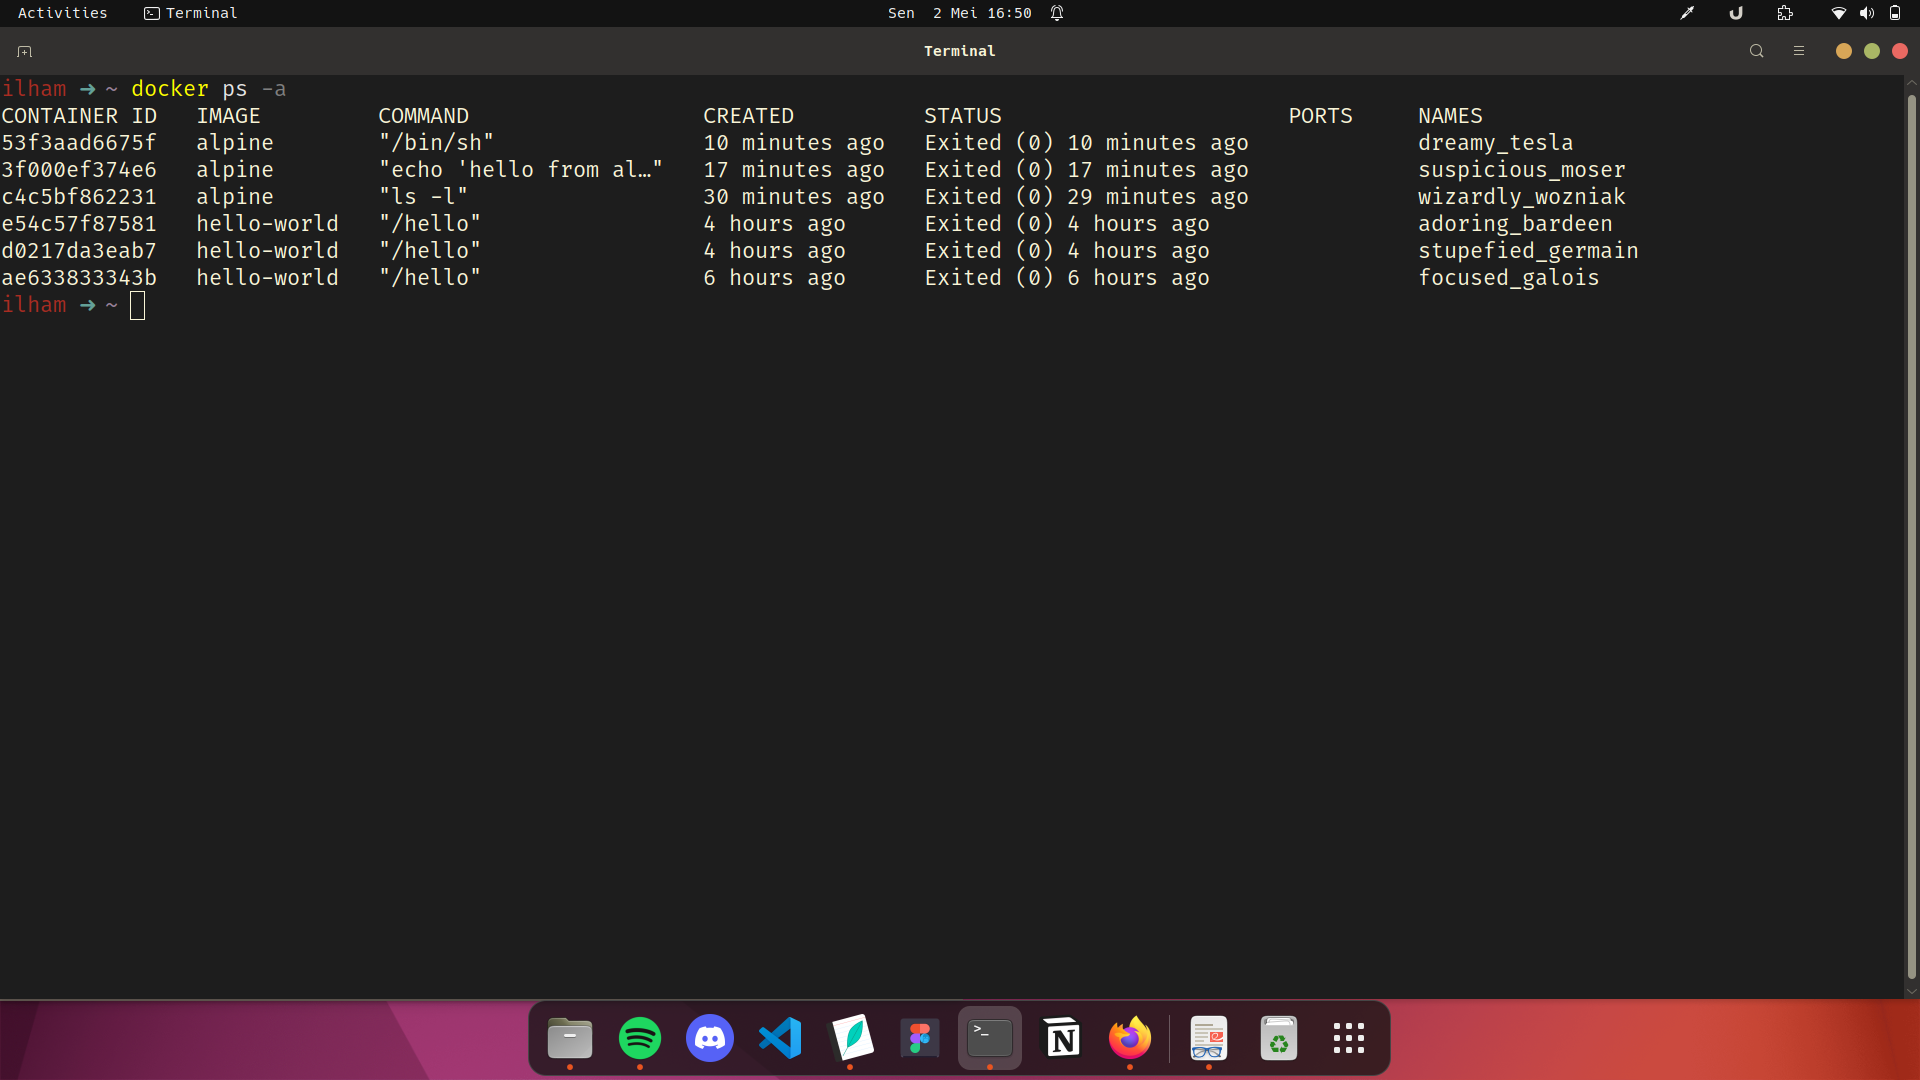 Activities Terminal Sen 2 Mei 16:50
Terminal
ilham ➜ ~ docker ps -a
CONTAINER ID IMAGE COMMAND CREATED STATUS PORTS NAMES
53f3aad6675f alpine "/bin/sh" 10 minutes ago Exited (0) 10 minutes ago dreamy_tesla
3f000ef374e6 alpine "echo 'hello from al…" 17 minutes ago Exited (0) 17 minutes ago suspicious_moser
c4c5bf862231 alpine "ls -l" 30 minutes ago Exited (0) 29 minutes ago wizardly_wozniak
e54c57f87581 hello-world "/hello" 4 hours ago Exited (0) 4 hours ago adoring_bardeen
d0217da3eab7 hello-world "/hello" 4 hours ago Exited (0) 4 hours ago stupefied_germain
ae633833343b hello-world "/hello" 6 hours ago Exited (0) 6 hours ago focused_galois
ilham ➜ ~